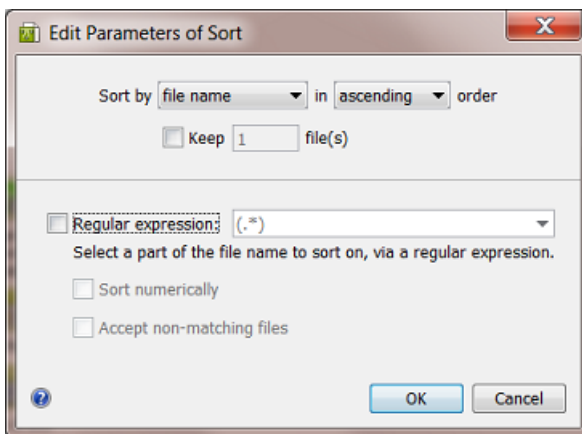 Edit Parameters of Sort
Sort by file name in ascending order
Keep 1 file(s)
Regular expression: (.*)
Select a part of the file name to sort on, via a regular expression.
Sort numerically
Accept non-matching files
? OK Cancel